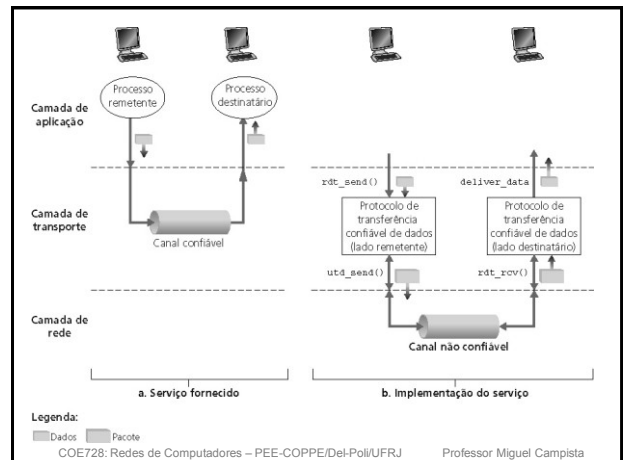 Camada de
aplicação
Processo
remetente
Processo
destinatário
Camada de
transporte
Canal confiável
rdt_send()
deliver_data
Protocolo de
transferência
confiável de dados
(lado remetente)
Protocolo de
transferência
confiável de dados
(lado destinatário)
utd_send()
rdt_rcv()
Camada de
rede
Canal não confiável
a. Serviço fornecido
b. Implementação do serviço
Legenda:
Dados
Pacote
COE728: Redes de Computadores – PEE-COPPE/Del-Poli/UFRJ
Professor Miguel Campista